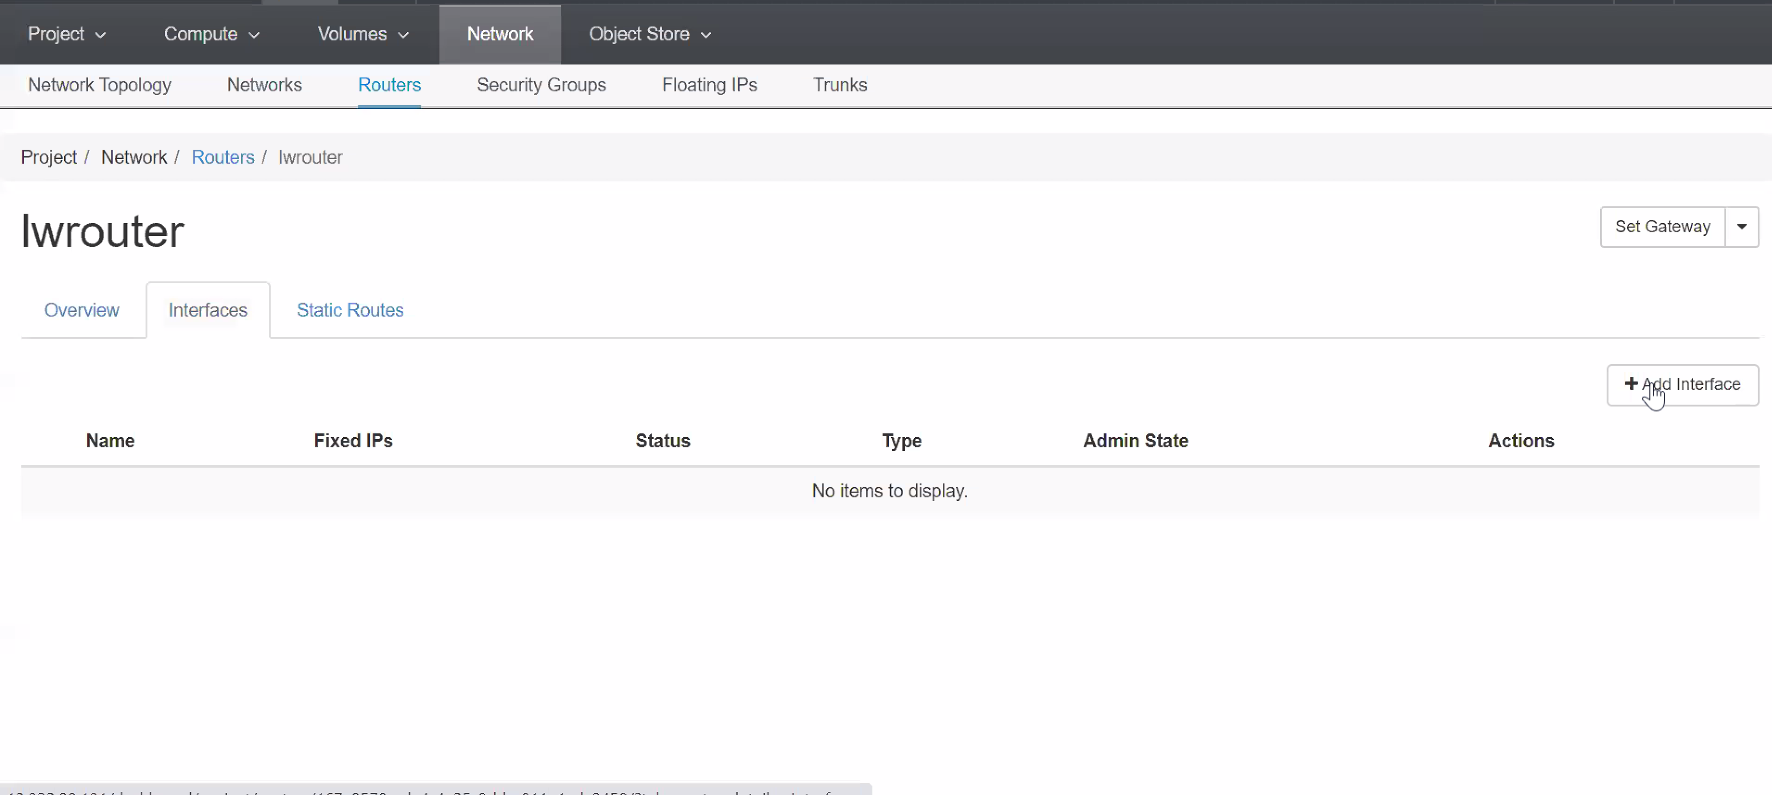 Project Compute Volumes Network Object Store
Network Topology Networks Routers Security Groups Floating IPs Trunks
Project / Network / Routers / lwrouter
lwrouter
Set Gateway
Overview Interfaces Static Routes
+ Add Interface
Name Fixed IPs Status Type Admin State Actions
No items to display.